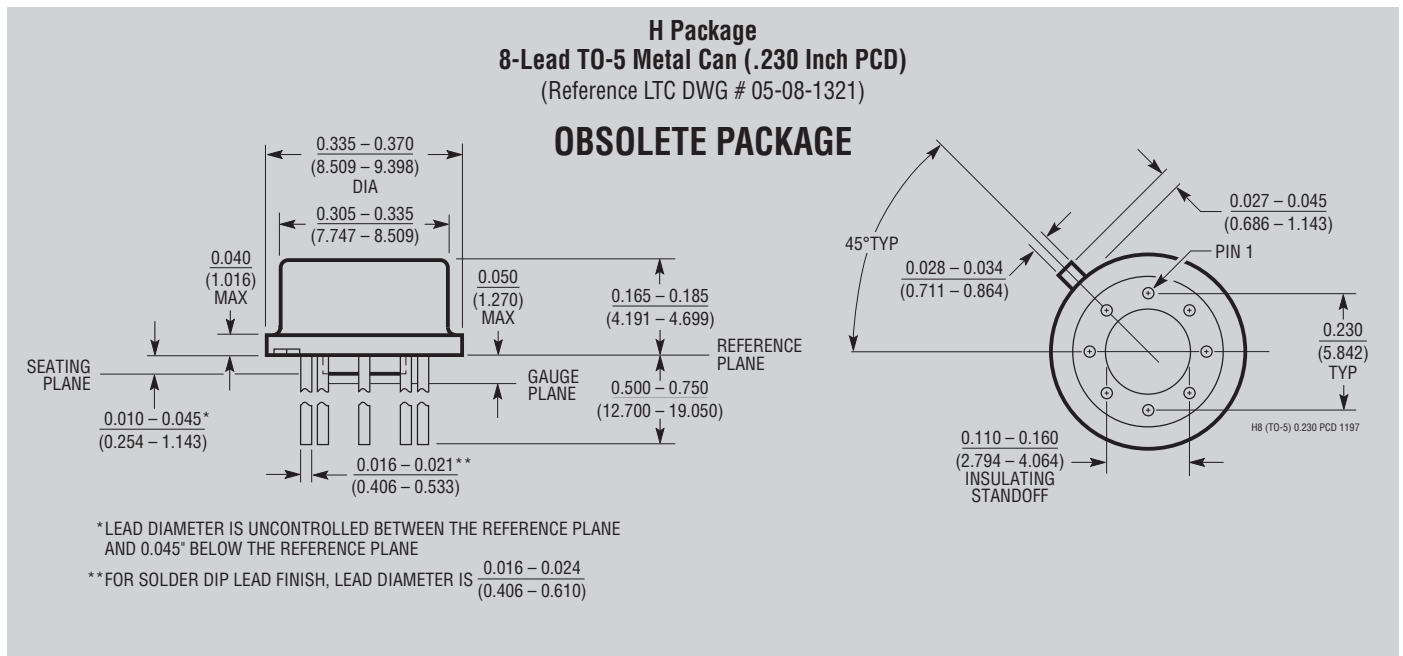 H Package
8-Lead TO-5 Metal Can (.230 Inch PCD)
(Reference LTC DWG # 05-08-1321)
OBSOLETE PACKAGE
0.335 – 0.370
(8.509 – 9.398)
DIA
0.305 – 0.335
(7.747 – 8.509)
0.040
(1.016)
MAX
0.050
(1.270)
MAX
0.165 – 0.185
(4.191 – 4.699)
SEATING
PLANE
REFERENCE
PLANE
GAUGE
PLANE
0.500 – 0.750
(12.700 – 19.050)
0.010 – 0.045*
(0.254 – 1.143)
0.016 – 0.021**
(0.406 – 0.533)
45°TYP
0.028 – 0.034
(0.711 – 0.864)
0.027 – 0.045
(0.686 – 1.143)
PIN 1
0.230
(5.842)
TYP
0.110 – 0.160
(2.794 – 4.064)
INSULATING
STANDOFF
H8 (TO-5) 0.230 PCD 1197
*LEAD DIAMETER IS UNCONTROLLED BETWEEN THE REFERENCE PLANE
AND 0.045" BELOW THE REFERENCE PLANE
**FOR SOLDER DIP LEAD FINISH, LEAD DIAMETER IS 0.016 – 0.024
(0.406 – 0.610)